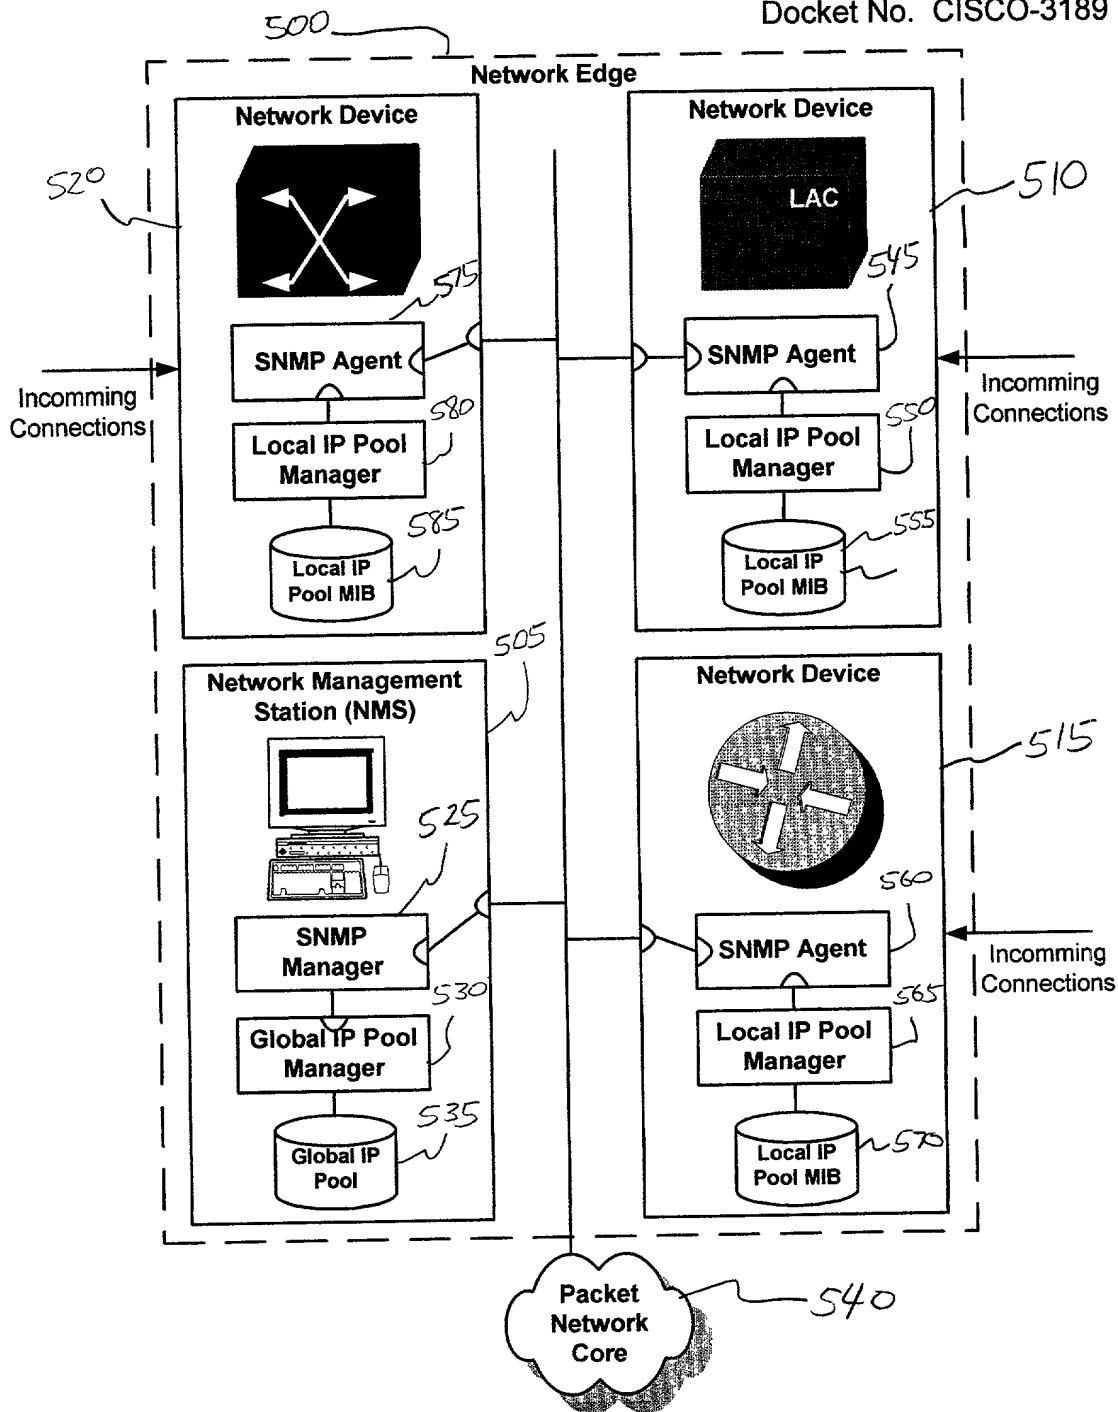 Docket No. CISCO-3189
500
Network Edge
Network Device
520
575
SNMP Agent
Incomming
Connections
580
Local IP Pool
Manager
585
Local IP
Pool MIB
Network Device
LAC
510
545
SNMP Agent
Incomming
Connections
550
Local IP Pool
Manager
555
Local IP
Pool MIB
505
Network Management
Station (NMS)
525
SNMP
Manager
530
Global IP Pool
Manager
535
Global IP
Pool
Network Device
515
560
SNMP Agent
Incomming
Connections
565
Local IP Pool
Manager
570
Local IP
Pool MIB
Packet
Network
Core
540